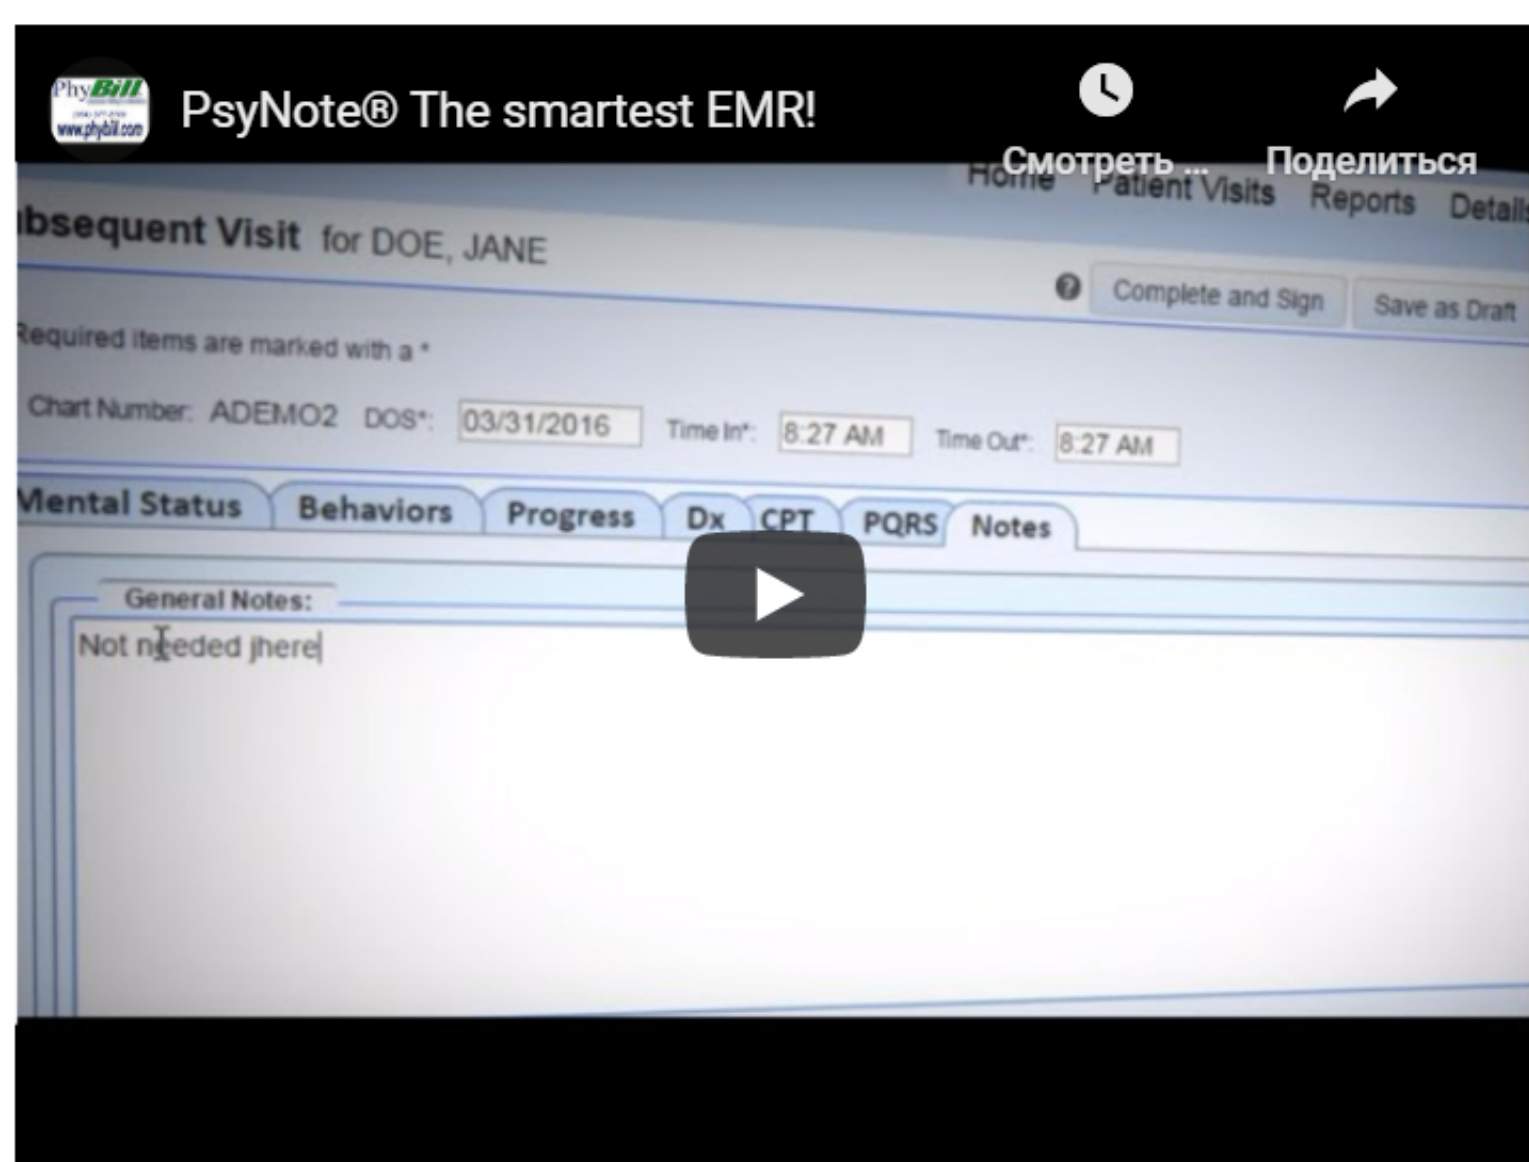 PhyBill
www.phybill.com
PsyNote® The smartest EMR!
Смотреть ...
Поделиться
Home Patient Visits Reports Details
bsequent Visit for DOE, JANE
Complete and Sign Save as Draft
Required items are marked with a *
Chart Number: ADEMO2 DOS*: 03/31/2016 Time In*: 8:27 AM Time Out*: 8:27 AM
Mental Status Behaviors Progress Dx CPT PQRS Notes
General Notes:
Not needed jhere